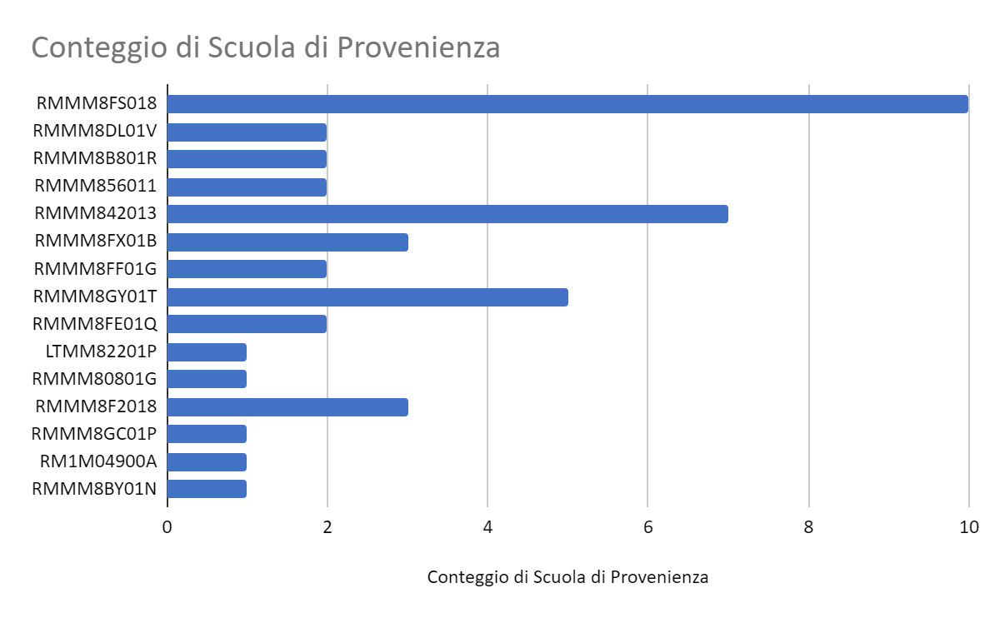 Conteggio di Scuola di Provenienza
RMMM8FS018
RMMM8DL01V
RMMM8B801R
RMMM856011
RMMM842013
RMMM8FX01B
RMMM8FF01G
RMMM8GY01T
RMMM8FE01Q
LTMM82201P
RMMM80801G
RMMM8F2018
RMMM8GC01P
RM1M04900A
RMMM8BY01N
0 2 4 6 8 10
Conteggio di Scuola di Provenienza